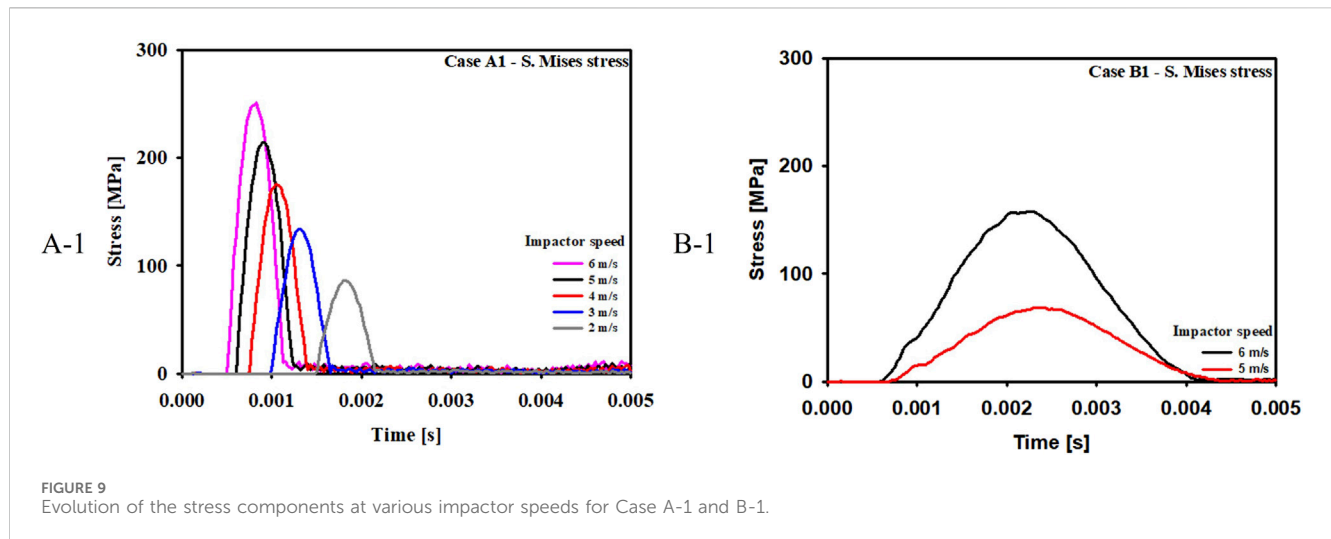 300
Case A1 - S. Mises stress
200
100
0
Stress [MPa]
A-1
Impactor speed
6 m/s
5 m/s
4 m/s
3 m/s
2 m/s
0.000 0.001 0.002 0.003 0.004 0.005
Time [s]
300
Case B1 - S. Mises stress
200
100
0
Stress [MPa]
B-1
Impactor speed
6 m/s
5 m/s
0.000 0.001 0.002 0.003 0.004 0.005
Time [s]
FIGURE 9
Evolution of the stress components at various impactor speeds for Case A-1 and B-1.